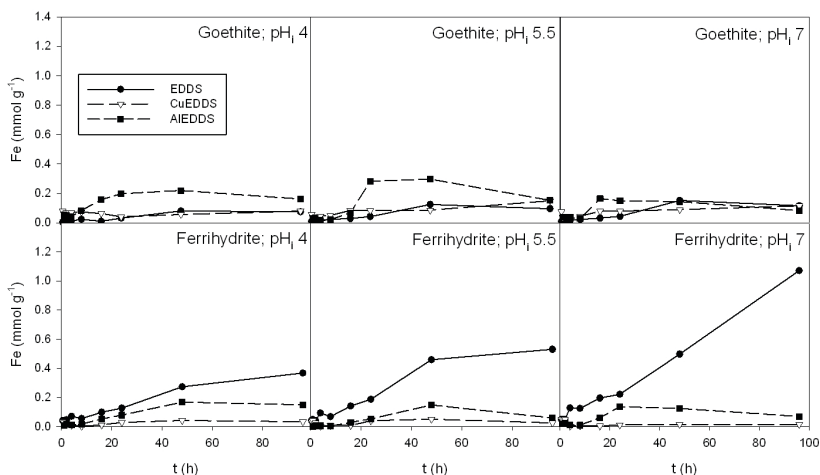 Goethite; pHi 4
Goethite; pHi 5.5
Goethite; pHi 7
EDDS
CuEDDS
AlEDDS
Fe (mmol g-1)
1.4
1.2
1.0
0.8
0.6
0.4
0.2
0.0
Ferrihydrite; pHi 4
Ferrihydrite; pHi 5.5
Ferrihydrite; pHi 7
Fe (mmol g-1)
1.2
1.0
0.8
0.6
0.4
0.2
0.0
0 20 40 60 80 0 20 40 60 80 0 20 40 60 80 100
t (h) t (h) t (h)